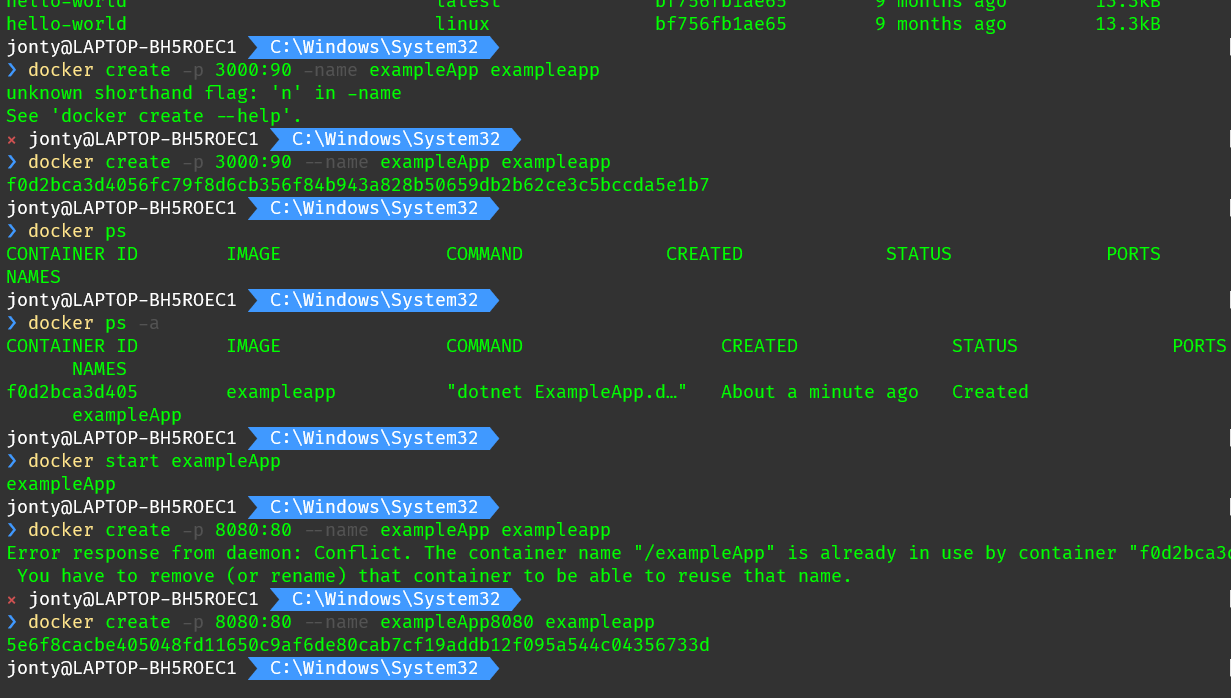 hello-world latest bf756fb1ae65 9 months ago 13.3kB
hello-world linux bf756fb1ae65 9 months ago 13.3kB
jonty@LAPTOP-BH5ROEC1 C:\Windows\System32
❯ docker create -p 3000:90 -name exampleApp exampleapp
unknown shorthand flag: 'n' in -name
See 'docker create --help'.
× jonty@LAPTOP-BH5ROEC1 C:\Windows\System32
❯ docker create -p 3000:90 --name exampleApp exampleapp
f0d2bca3d4056fc79f8d6cb356f84b943a828b50659db2b62ce3c5bccda5e1b7
jonty@LAPTOP-BH5ROEC1 C:\Windows\System32
❯ docker ps
CONTAINER ID IMAGE COMMAND CREATED STATUS PORTS
NAMES
jonty@LAPTOP-BH5ROEC1 C:\Windows\System32
❯ docker ps -a
CONTAINER ID IMAGE COMMAND CREATED STATUS PORTS
NAMES
f0d2bca3d405 exampleapp "dotnet ExampleApp.d…" About a minute ago Created
exampleApp
jonty@LAPTOP-BH5ROEC1 C:\Windows\System32
❯ docker start exampleApp
exampleApp
jonty@LAPTOP-BH5ROEC1 C:\Windows\System32
❯ docker create -p 8080:80 --name exampleApp exampleapp
Error response from daemon: Conflict. The container name "/exampleApp" is already in use by container "f0d2bca3
You have to remove (or rename) that container to be able to reuse that name.
× jonty@LAPTOP-BH5ROEC1 C:\Windows\System32
❯ docker create -p 8080:80 --name exampleApp8080 exampleapp
5e6f8cacbe405048fd11650c9af6de80cab7cf19addb12f095a544c04356733d
jonty@LAPTOP-BH5ROEC1 C:\Windows\System32